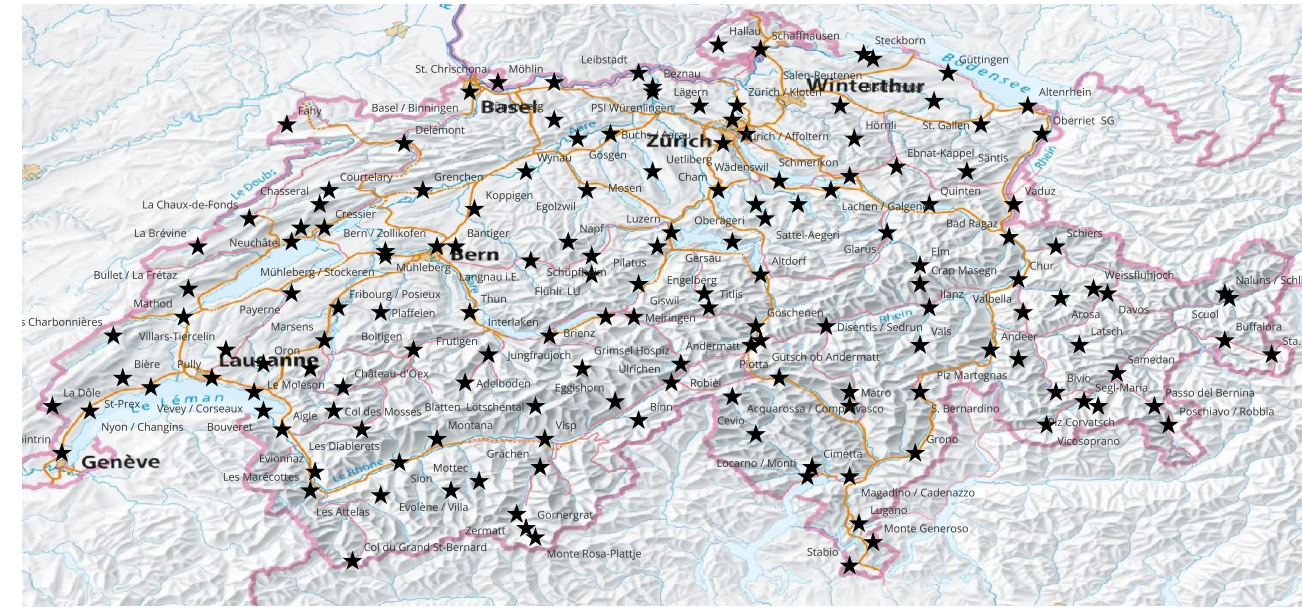 Hallau
Schaffhausen
Steckborn
Leibstadt
Güttingen
Bodensee
St. Chrischona
Möhlin
Beznau
Salen-Reutenen
Winterthur
Altenrhein
Basel / Binningen
Basel
PSI Würenlingen
Lägern
Zürich / Kloten
Fahy
Oberriet SG
Delémont
Aare
Buchs / Aarau
Zürich
Zürich / Affoltern
Hörnli
St. Gallen
Gösgen
Wynau
Uetliberg
Wädenswil
Schmerikon
Ebnat-Kappel
Säntis
Rhein
Le Doubs
Courtelary
Grenchen
Cham
Chasseral
Koppigen
Egolzwil
Mosen
Quinten
Vaduz
La Chaux-de-Fonds
Cressier
Luzern
Oberägeri
Lachen / Galgenen
Bad Ragaz
La Brévine
Neuchâtel
Bern / Zollikofen
Bantiger
Napf
Sattel-Aegeri
Schiers
Bern
Glarus
Elm
Bullet / La Frétaz
Mühleberg / Stockeren
Mühleberg
Langnau i.E.
Schüpfheim
Pilatus
Gersau
Altdorf
Chur
Crap Masegn
Weissfluhjoch
Flühli LU
Engelberg
Naluns / Schli
Mathod
Payerne
Fribourg / Posieux
Thun
Giswil
Titlis
Ilanz
Valbella
Davos
Arosa
Scuol
s Charbonnières
Plaffeien
Interlaken
Meiringen
Göschenen
Rhein
Marsens
Brienz
Disentis / Sedrun
Vals
Andeer
Latsch
Buffalora
Villars-Tiercelin
Boltigen
Frutigen
Andermatt
Sta.
Bière
Lausanne
Oron
Jungfraujoch
Grimsel Hospiz
Gütsch ob Andermatt
Samedan
Pully
Château-d'Oex
Ulrichen
Piotta
Piz Martegnas
Bivio
La Dôle
Le Moléson
Adelboden
Eggishorn
Robièi
Matro
Segl-Maria
Passo del Bernina
St-Prex
Le Léman
Vevey / Corseaux
Aigle
Col des Mosses
Blatten Lötschental
Binn
S. Bernardino
Piz Corvatsch
Poschiavo / Robbia
Nyon / Changins
Bouveret
Montana
Visp
Cevio
Vicosoprano
Les Diablerets
Grono
ointrin
Genève
Evionnaz
Grächen
Cimetta
Les Marécottes
Le Rhône
Sion
Mottec
Locarno / Monti
Magadino / Cadenazzo
Les Attelas
Evolène / Villa
Gornergrat
Lugano
Zermatt
Monte Generoso
Col du Grand St-Bernard
Monte Rosa-Plattje
Stabio